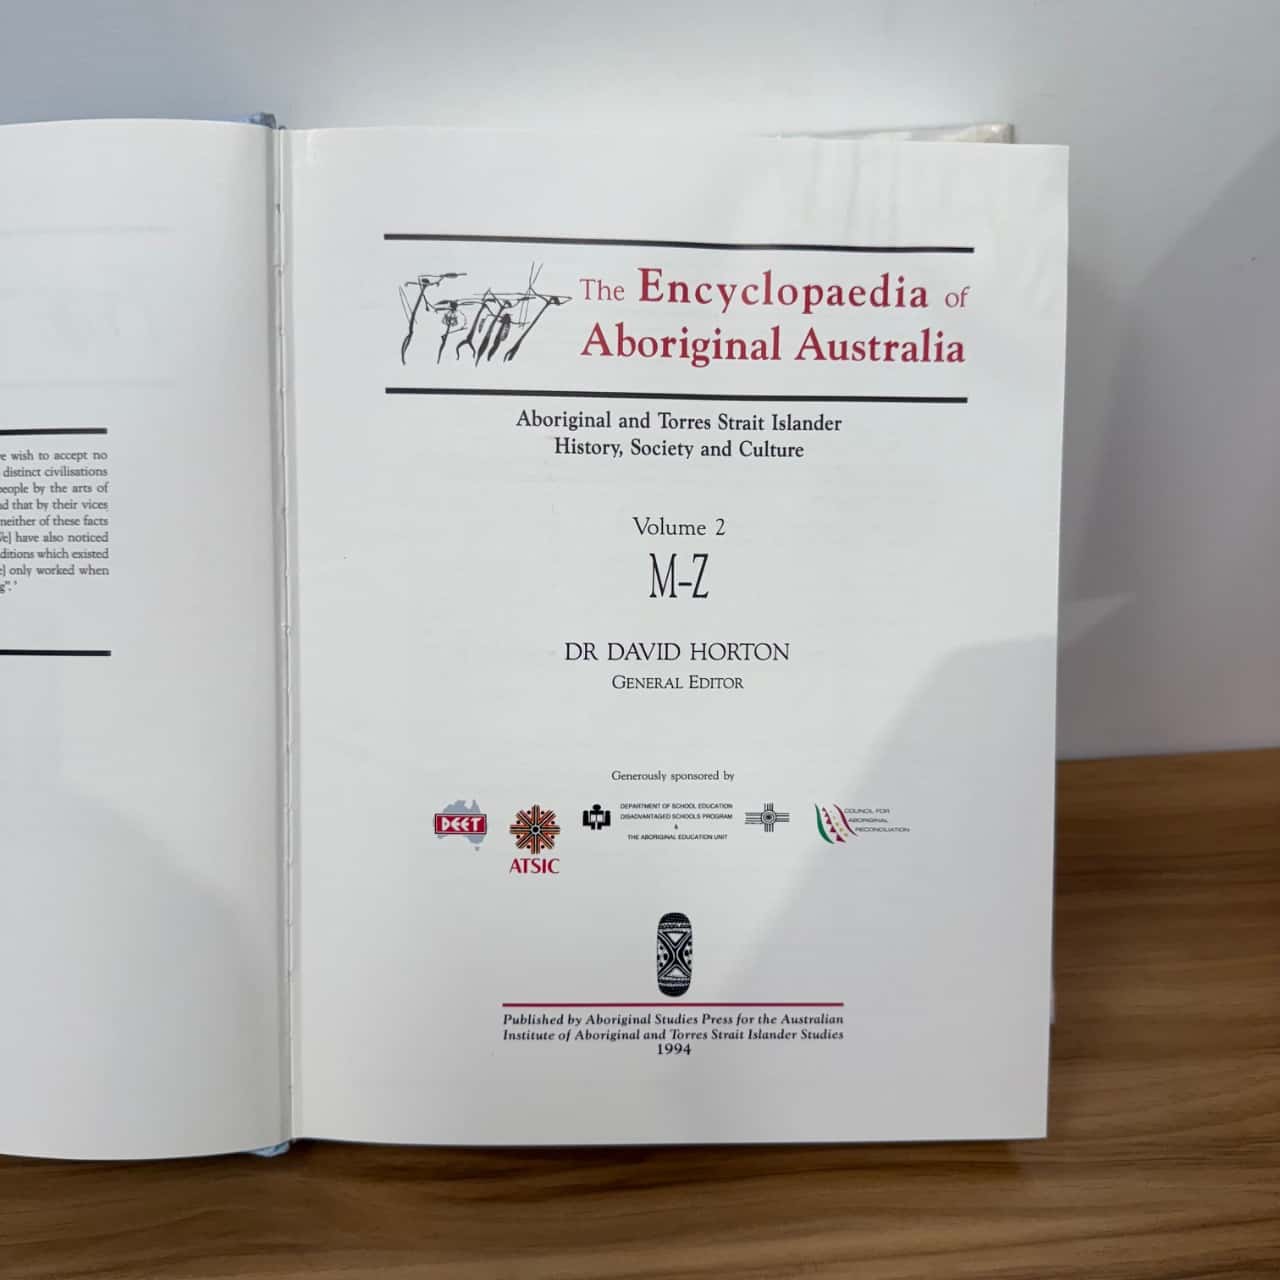 e wish to accept no
distinct civilisations
people by the arts of
d that by their vices
neither of these facts
e] have also noticed
ditions which existed
e] only worked when
g".'
The Encyclopaedia of
Aboriginal Australia
Aboriginal and Torres Strait Islander
History, Society and Culture
Volume 2
M–Z
DR DAVID HORTON
GENERAL EDITOR
Generously sponsored by
DEET
ATSIC
DEPARTMENT OF SCHOOL EDUCATION
DISADVANTAGED SCHOOLS PROGRAM
&
THE ABORIGINAL EDUCATION UNIT
COUNCIL FOR
ABORIGINAL
RECONCILIATION
Published by Aboriginal Studies Press for the Australian
Institute of Aboriginal and Torres Strait Islander Studies
1994